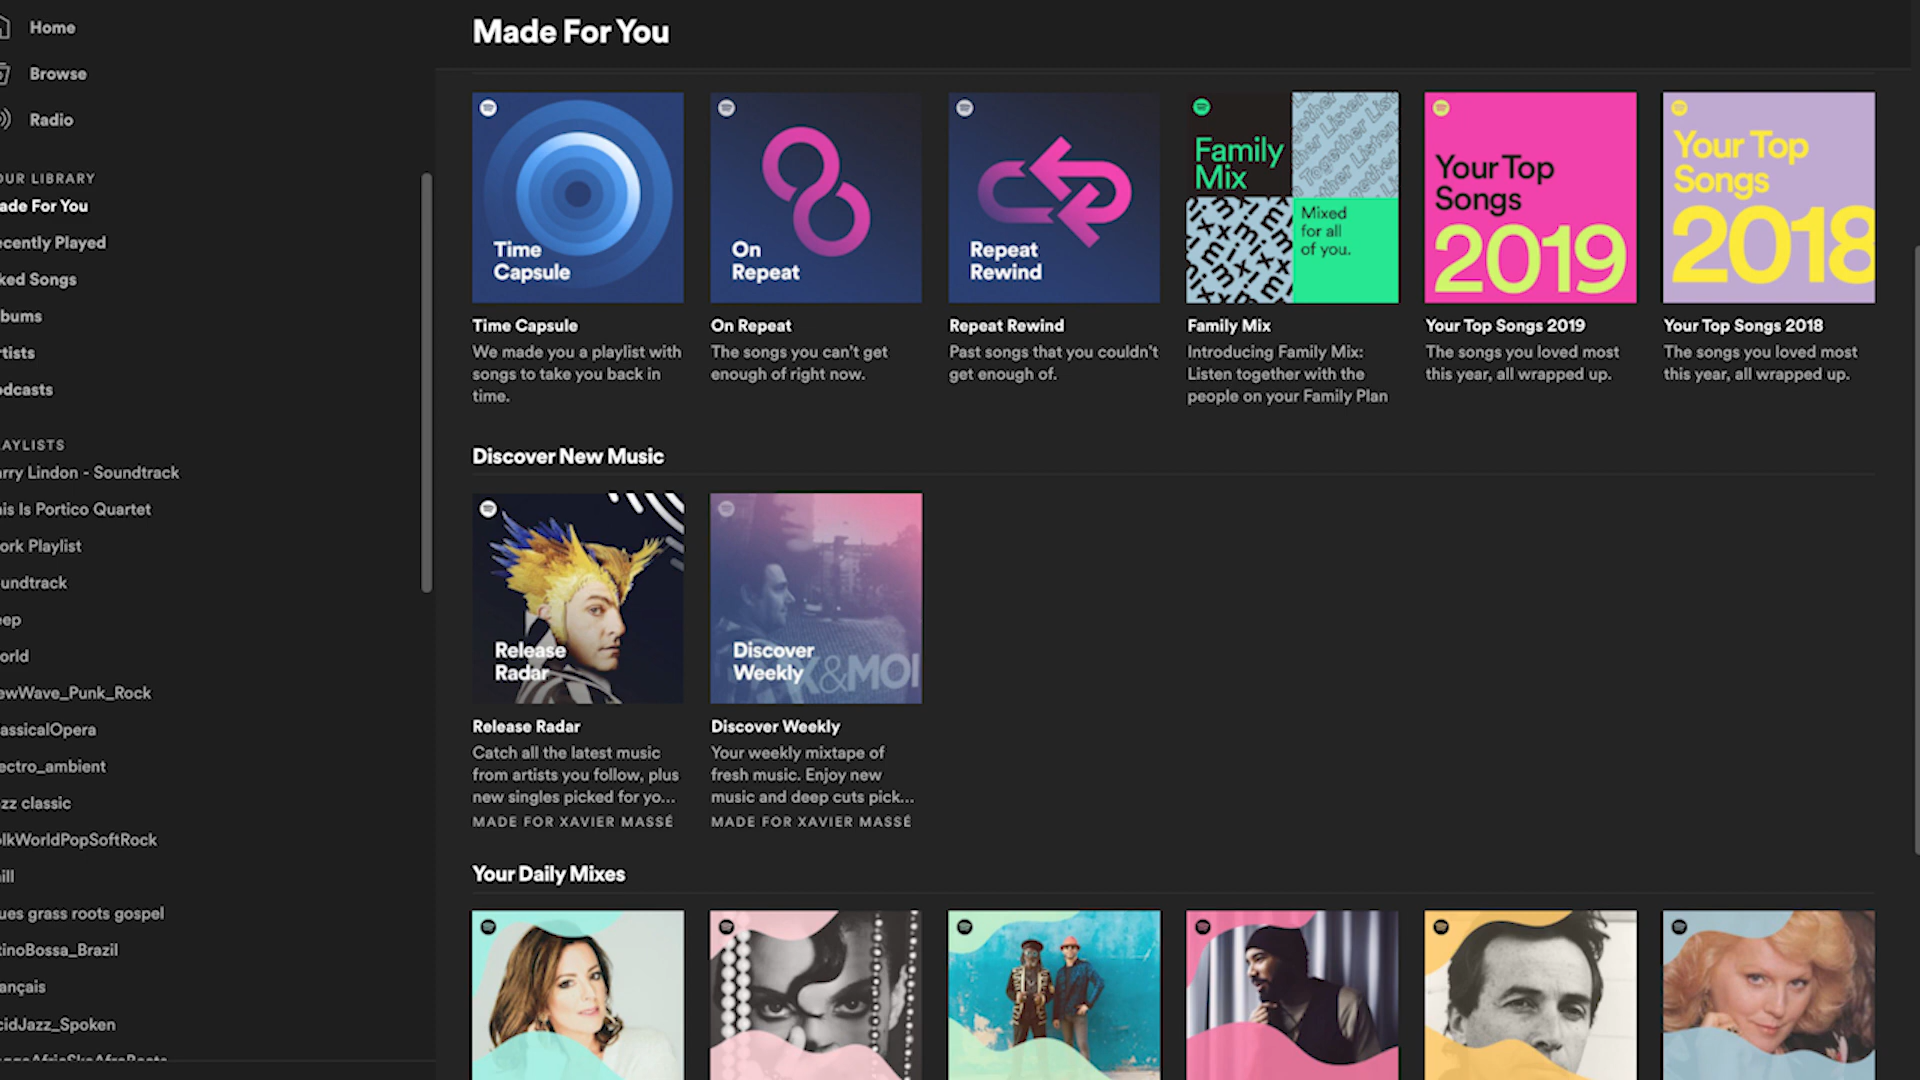 Home
Browse
Radio
OUR LIBRARY
ade For You
ecently Played
ked Songs
bums
tists
odcasts
AYLISTS
arry Lindon - Soundtrack
is Is Portico Quartet
ork Playlist
undtrack
eep
orld
ewWave_Punk_Rock
assicalOpera
ectro_ambient
zz classic
olkWorldPopSoftRock
ill
ues grass roots gospel
tinoBossa_Brazil
ançais
cidJazz_Spoken
Made For You
Time
Capsule
On
Repeat
Repeat
Rewind
Family
Mix
Mixed
for all
of you.
Your Top
Songs
2019
Your Top
Songs
2018
Time Capsule
We made you a playlist with
songs to take you back in
time.
On Repeat
The songs you can't get
enough of right now.
Repeat Rewind
Past songs that you couldn't
get enough of.
Family Mix
Introducing Family Mix:
Listen together with the
people on your Family Plan
Your Top Songs 2019
The songs you loved most
this year, all wrapped up.
Your Top Songs 2018
The songs you loved most
this year, all wrapped up.
Discover New Music
Release
Radar
Discover
Weekly
K&MOI
Release Radar
Catch all the latest music
from artists you follow, plus
new singles picked for yo...
MADE FOR XAVIER MASSÉ
Discover Weekly
Your weekly mixtape of
fresh music. Enjoy new
music and deep cuts pick...
MADE FOR XAVIER MASSÉ
Your Daily Mixes